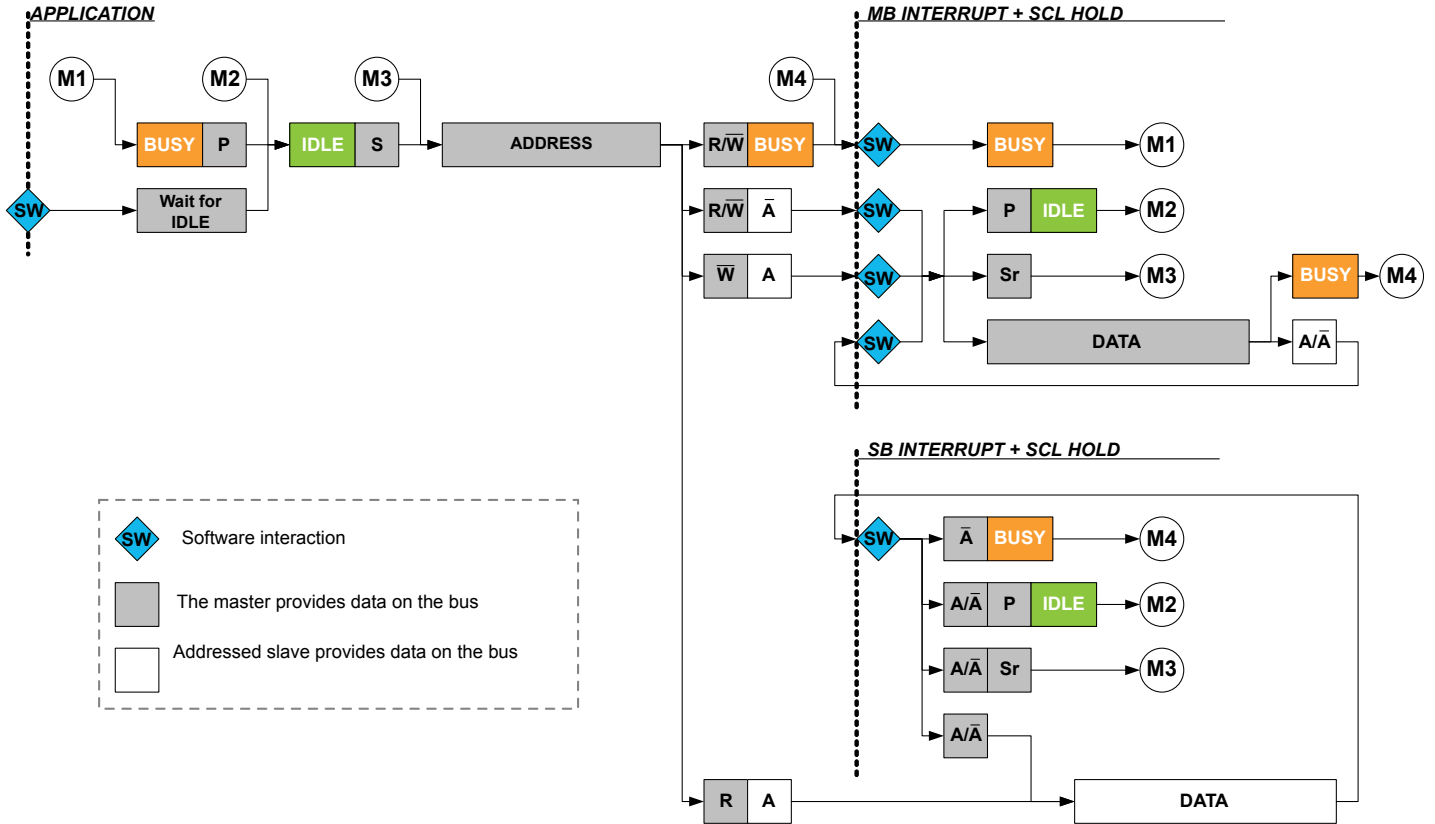 APPLICATION
MB INTERRUPT + SCL HOLD
M1
M2
M3
M4
BUSY P
IDLE S
ADDRESS
R/W̅ BUSY
SW
BUSY
M1
SW
Wait for
IDLE
R/W̅ A̅
SW
P IDLE
M2
W̅ A
SW
Sr
M3
BUSY
M4
SW
DATA
A/A̅
SB INTERRUPT + SCL HOLD
SW
A̅ BUSY
M4
A/A̅ P IDLE
M2
A/A̅ Sr
M3
A/A̅
R A
DATA
SW
Software interaction
The master provides data on the bus
Addressed slave provides data on the bus